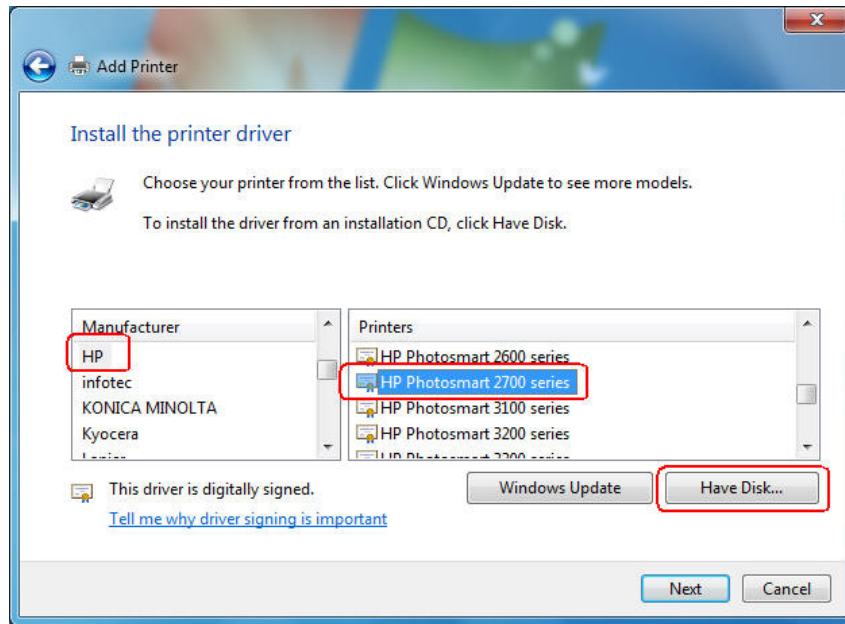 Add Printer
Install the printer driver
Choose your printer from the list. Click Windows Update to see more models.
To install the driver from an installation CD, click Have Disk.
Manufacturer
HP
infotec
KONICA MINOLTA
Kyocera
Printers
HP Photosmart 2600 series
HP Photosmart 2700 series
HP Photosmart 3100 series
HP Photosmart 3200 series
This driver is digitally signed.
Tell me why driver signing is important
Windows Update
Have Disk...
Next
Cancel